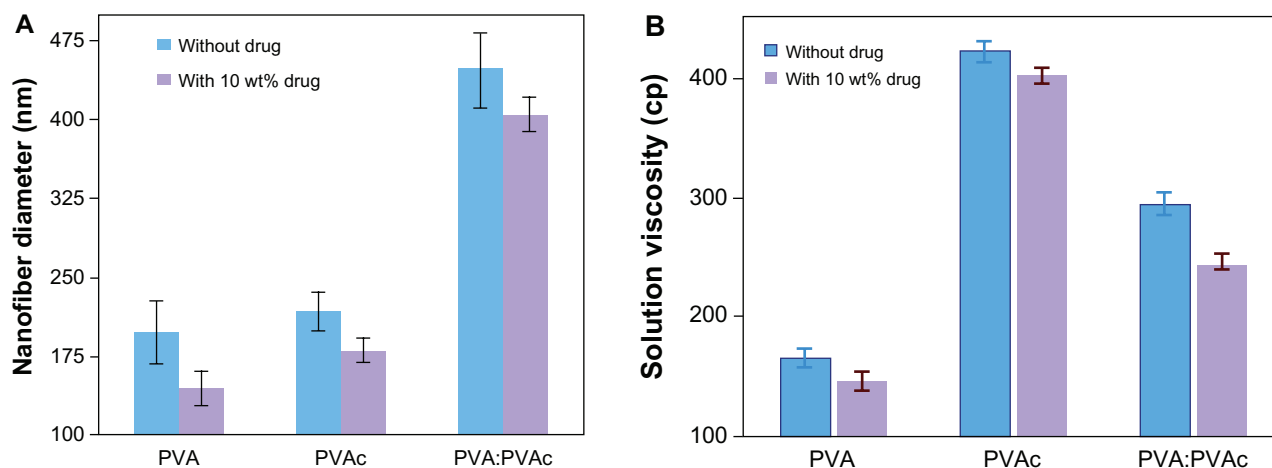 A
Nanofiber diameter (nm)
475
400
325
250
175
100
Without drug
With 10 wt% drug
PVA
PVAc
PVA:PVAc
B
Solution viscosity (cp)
400
300
200
100
Without drug
With 10 wt% drug
PVA
PVAc
PVA:PVAc